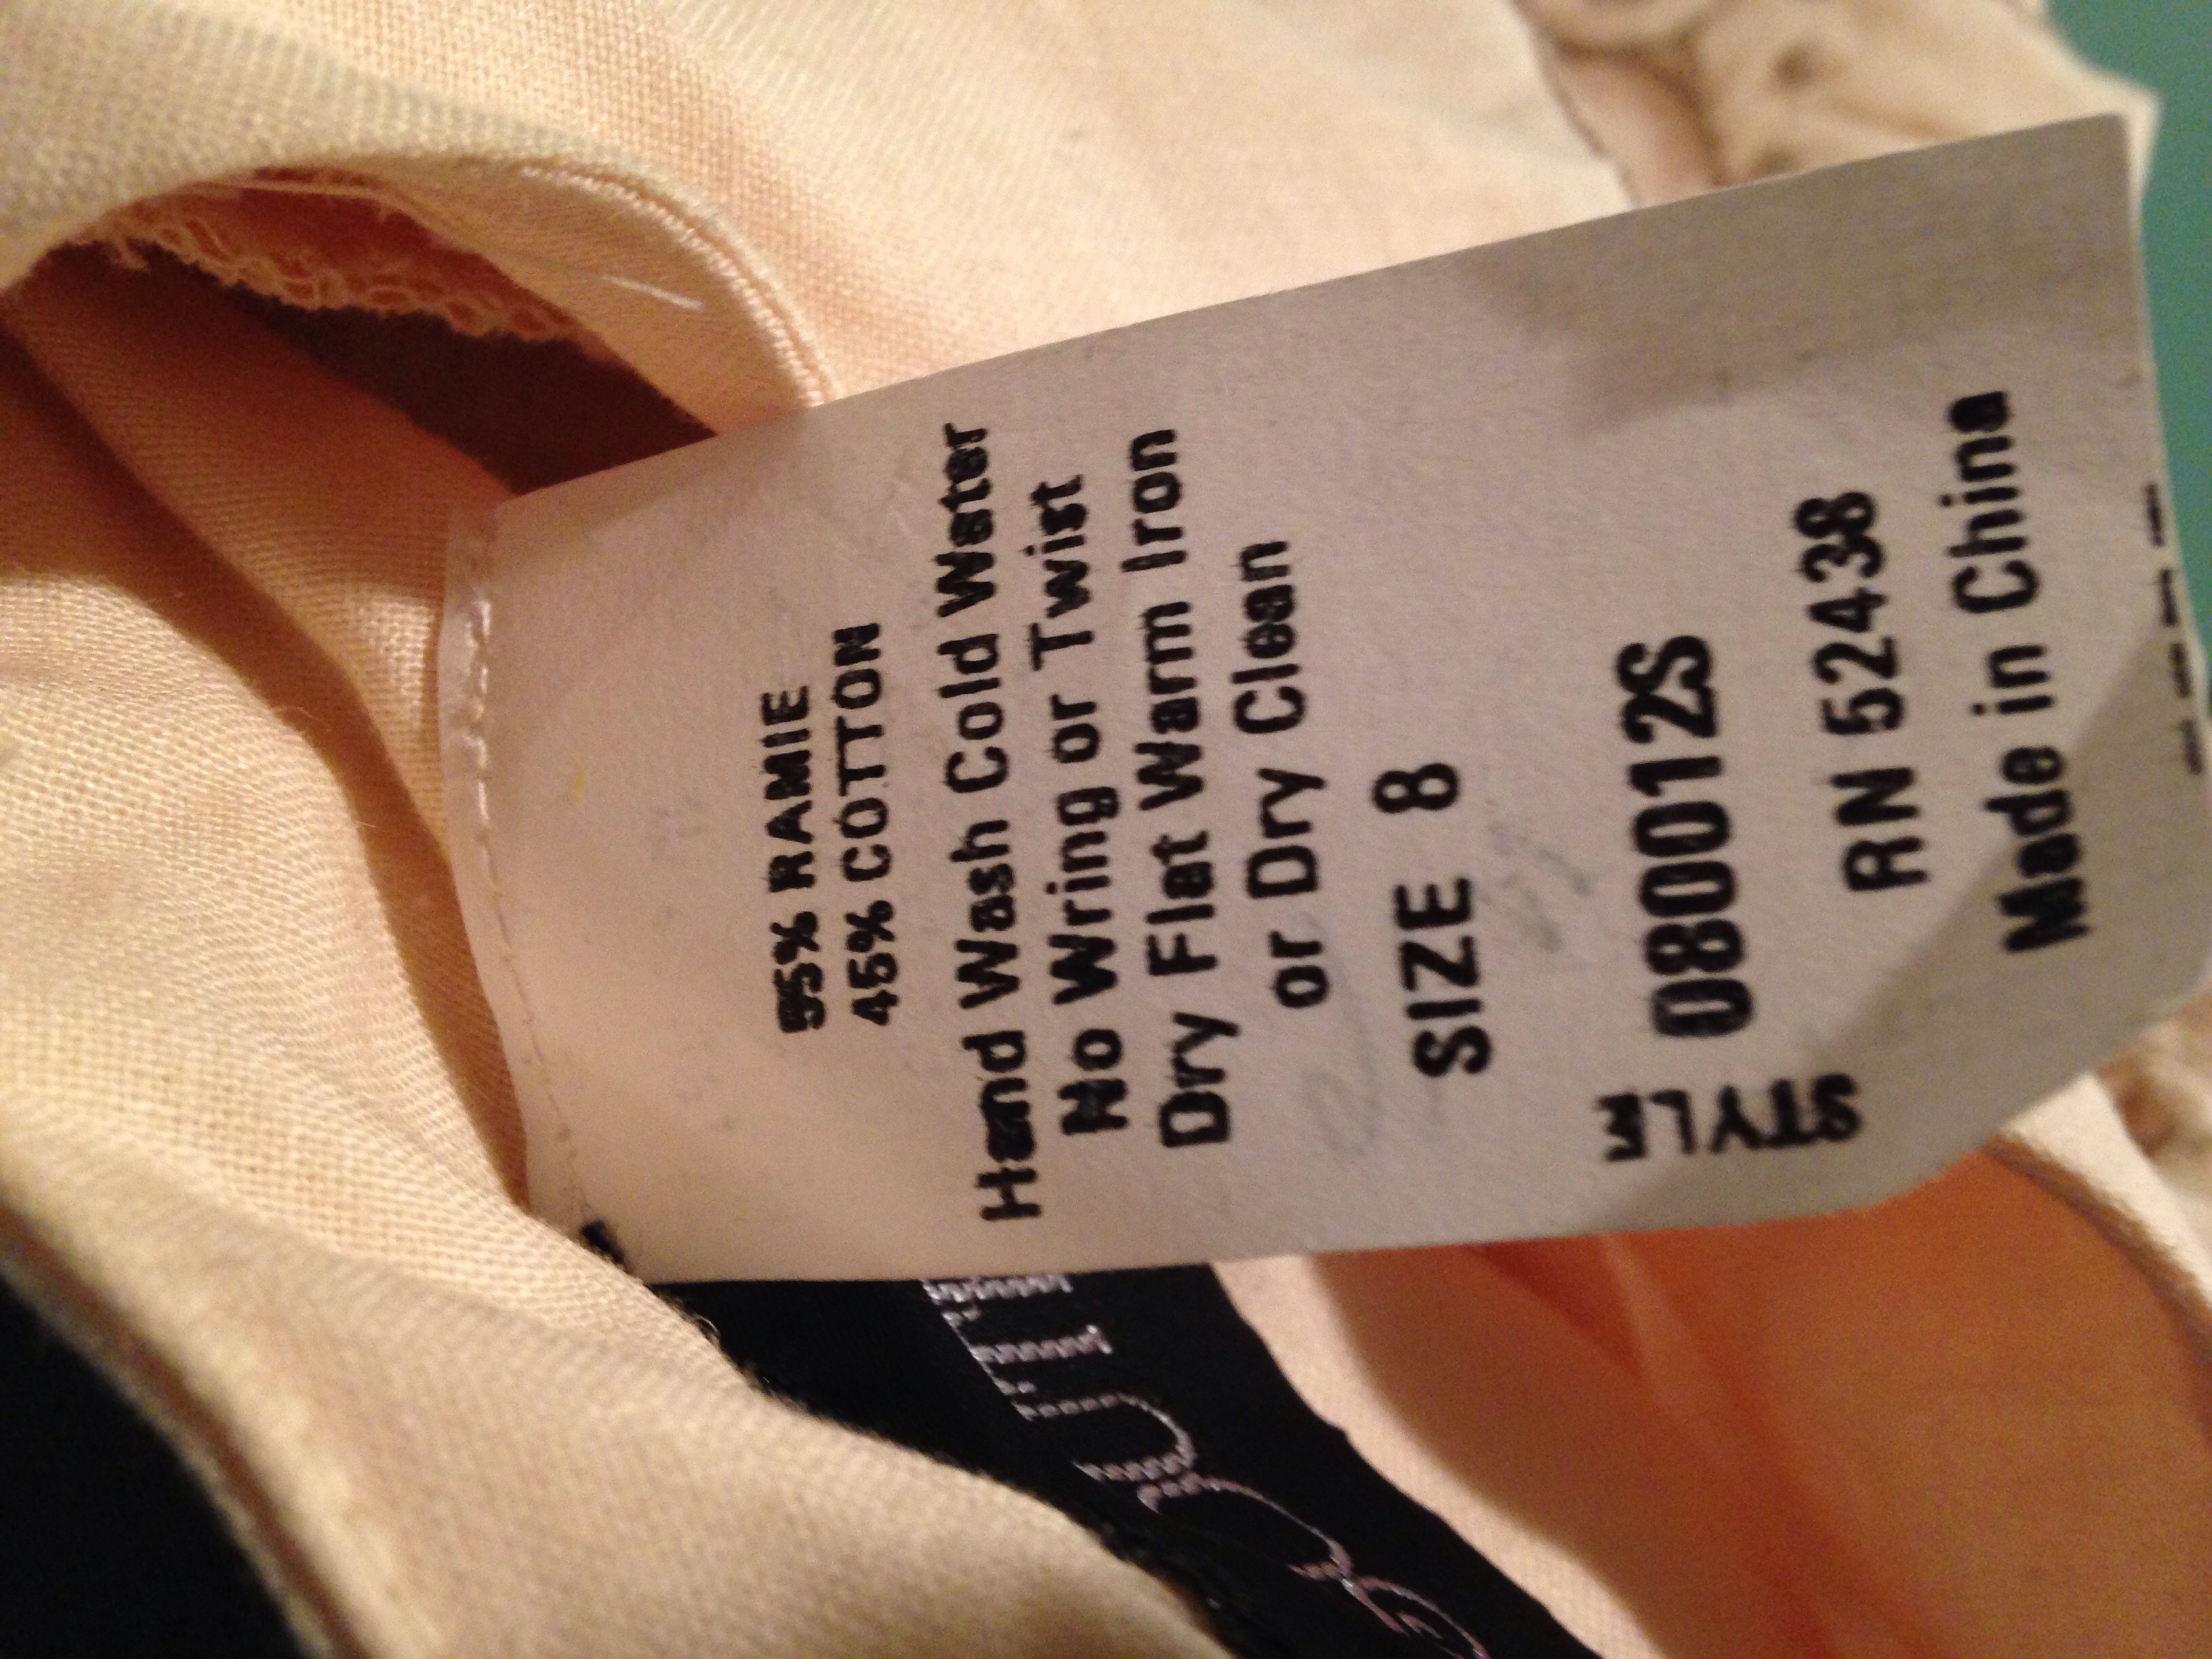 55% RAMIE
45% COTTON
Hand Wash Cold Water
No Wring or Twist
Dry Flat Warm Iron
or Dry Clean
SIZE 8
STYLE 080012S
RN 52438
Made in China